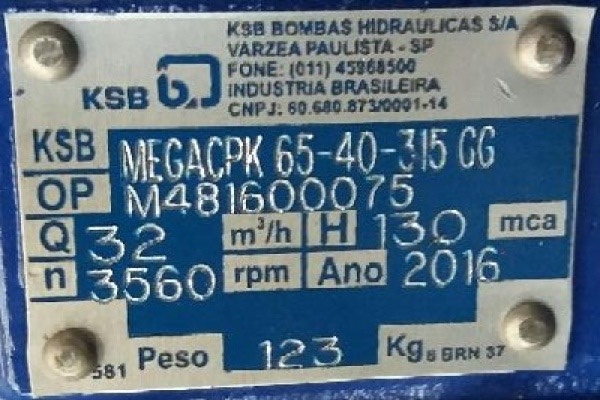 KSB BOMBAS HIDRAULICAS S/A
VARZEA PAULISTA - SP
FONE: (011) 45968500
INDUSTRIA BRASILEIRA
CNPJ: 60.680.873/0001-14
KSB
KSB MEGACPK 65-40-315 GG
OP M481600075
Q 32 m³/h H 130 mca
n 3560 rpm Ano 2016
581 Peso 123 Kg 8 BRN 37